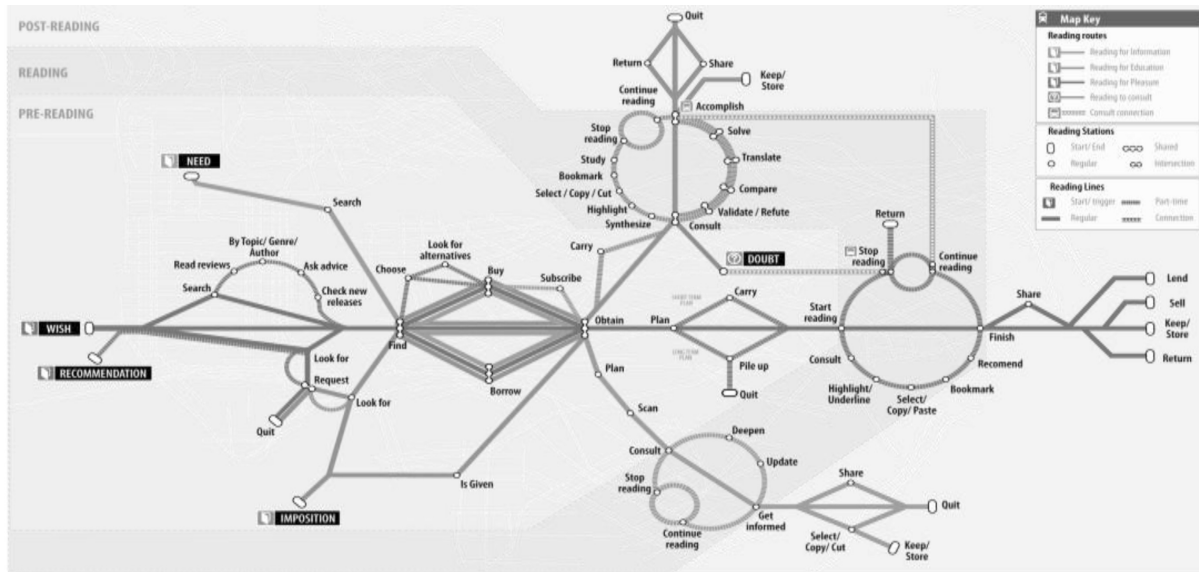 POST-READING
READING
PRE-READING
Quit
Return
Share
Keep/
Store
Continue
reading
Accomplish
Stop
reading
Solve
Study
Translate
Bookmark
Select / Copy / Cut
Compare
Highlight
Validate / Refute
Synthesize
Consult
NEED
Search
By Topic/ Genre/
Author
Read reviews
Ask advice
Search
Check new
releases
WISH
RECOMMENDATION
Look for
Request
Look for
Quit
Is Given
IMPOSITION
Look for
alternatives
Choose
Buy
Subscribe
Carry
Find
Obtain
Borrow
DOUBT
SHORT-TERM
PLAN
Carry
Plan
LONG-TERM
PLAN
Pile up
Quit
Plan
Scan
Consult
Deepen
Update
Stop
reading
Continue
reading
Get
informed
Share
Quit
Select/
Copy/ Cut
Keep/
Store
Return
Stop
reading
Continue
reading
Start
reading
Finish
Consult
Recomend
Highlight/
Underline
Bookmark
Select/
Copy/Paste
Share
Lend
Sell
Keep/
Store
Return
Map Key
Reading routes
Reading for Information
Reading for Education
Reading for Pleasure
Reading to consult
Consult connection
Reading Stations
Start/ End
Shared
Regular
Intersection
Reading Lines
Start/ trigger
Part-time
Regular
Connection